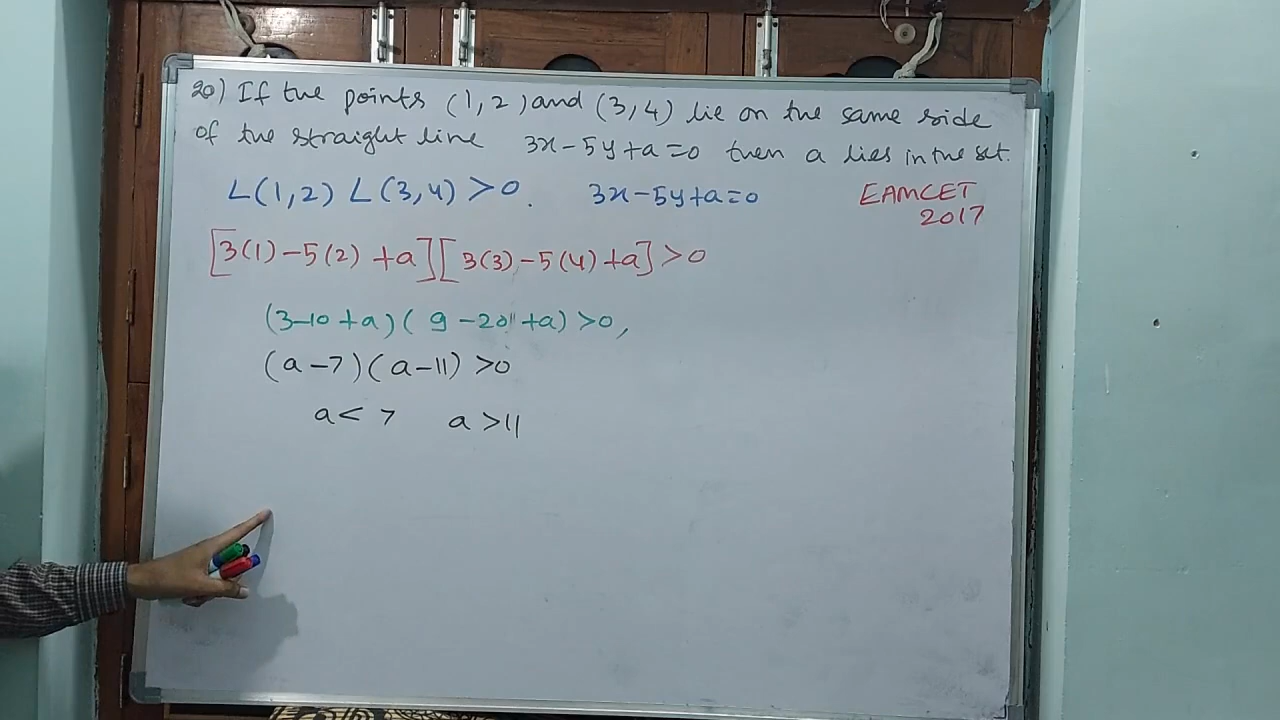 20) If the points (1,2) and (3,4) lie on the same side
of the straight line 3x-5y+a=0 then a lies in the set.
L(1,2) L(3,4) >0. 3x-5y+a=0
EAMCET
2017
[3(1)-5(2)+a][3(3)-5(4)+a]>0
(3-10+a)(9-20+a)>0,
(a-7)(a-11)>0
a<7 a>11